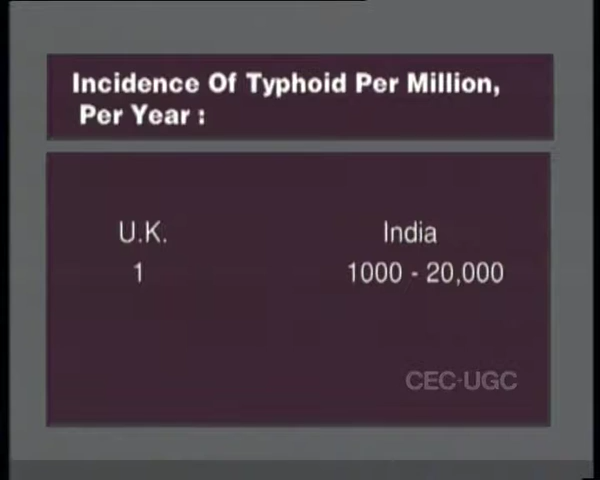 Incidence Of Typhoid Per Million,
Per Year :
U.K. India
1 1000 - 20,000
CEC-UGC